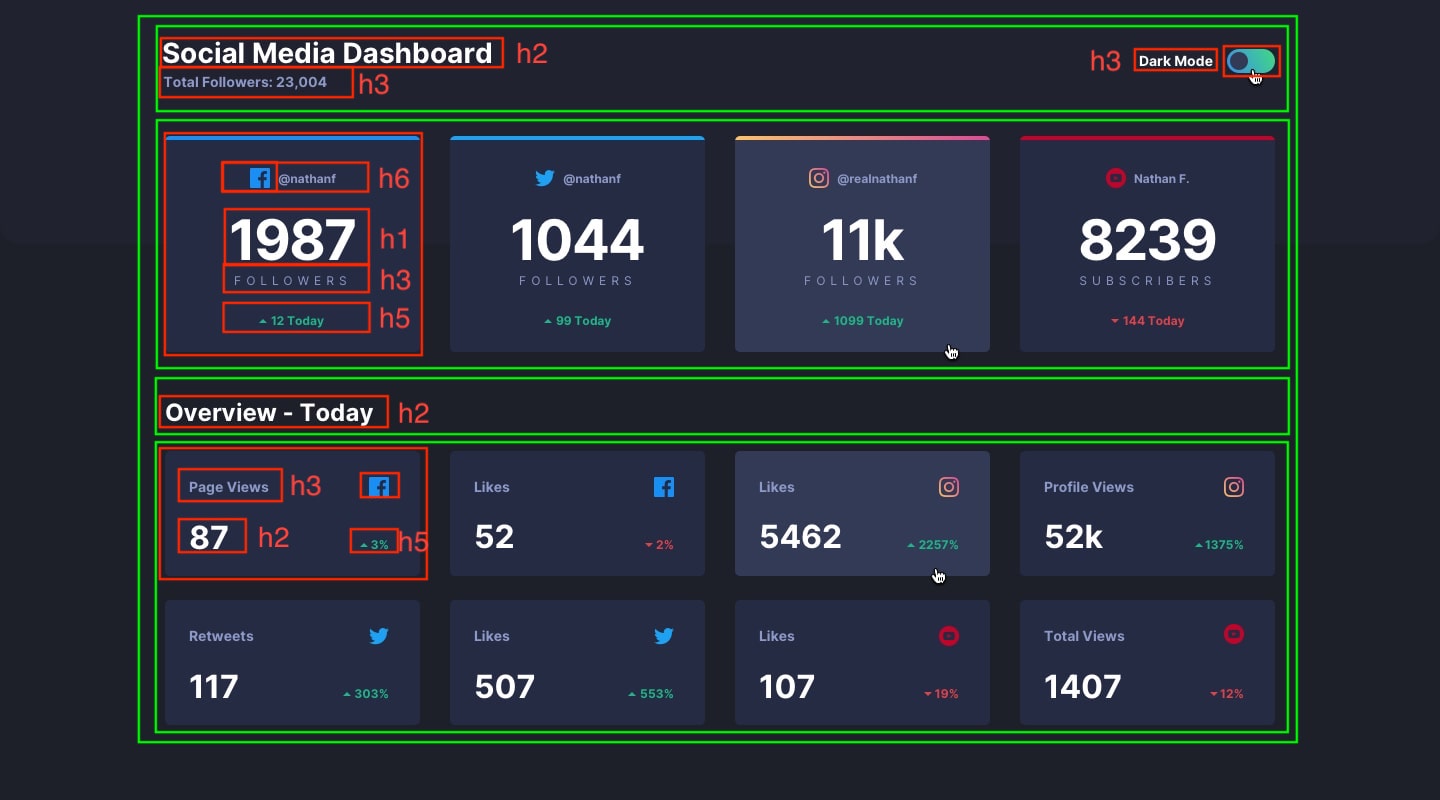 Social Media Dashboard h2
Total Followers: 23,004 h3
h3 Dark Mode
@nathanf h6
1987 h1
FOLLOWERS h3
12 Today h5
@nathanf
1044
FOLLOWERS
99 Today
@realnathanf
11k
FOLLOWERS
1099 Today
Nathan F.
8239
SUBSCRIBERS
144 Today
Overview - Today h2
Page Views h3
87 h2
3% h5
Likes
52
2%
Likes
5462
2257%
Profile Views
52k
1375%
Retweets
117
303%
Likes
507
553%
Likes
107
19%
Total Views
1407
12%